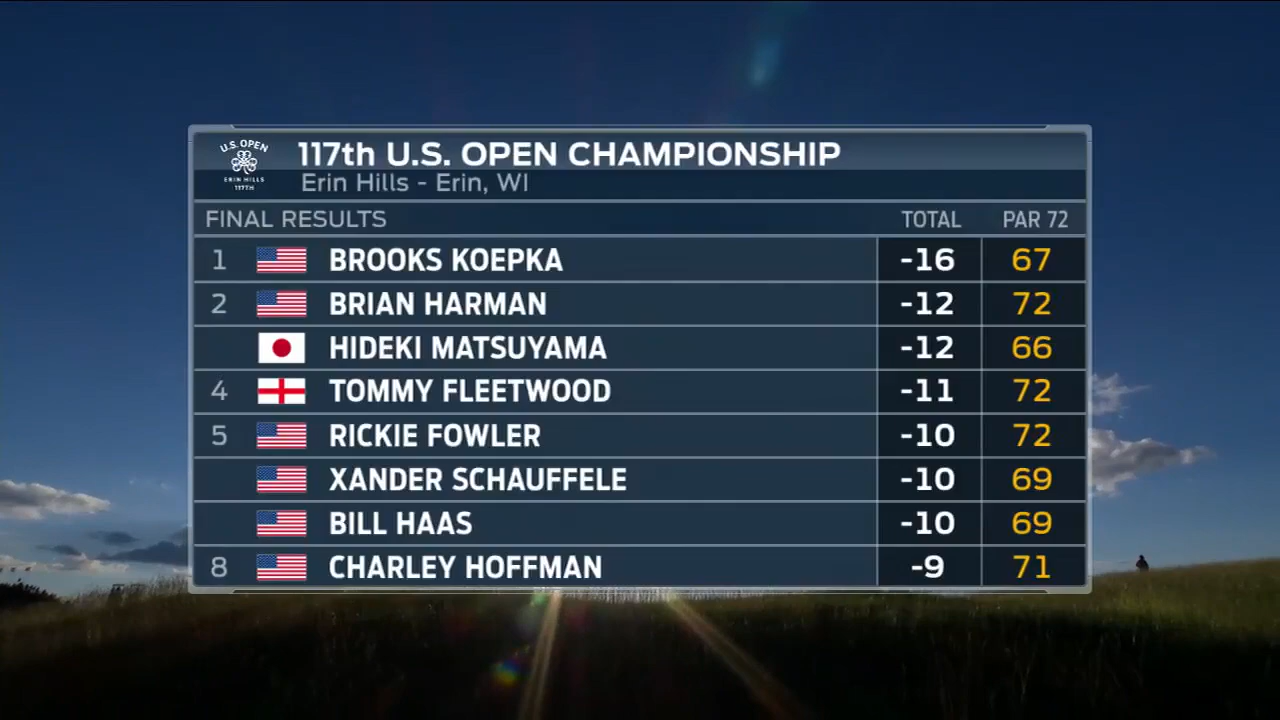 U.S. OPEN
ERIN HILLS
117TH
117th U.S. OPEN CHAMPIONSHIP
Erin Hills - Erin, WI
FINAL RESULTS TOTAL PAR 72
1 BROOKS KOEPKA -16 67
2 BRIAN HARMAN -12 72
HIDEKI MATSUYAMA -12 66
4 TOMMY FLEETWOOD -11 72
5 RICKIE FOWLER -10 72
XANDER SCHAUFFELE -10 69
BILL HAAS -10 69
8 CHARLEY HOFFMAN -9 71